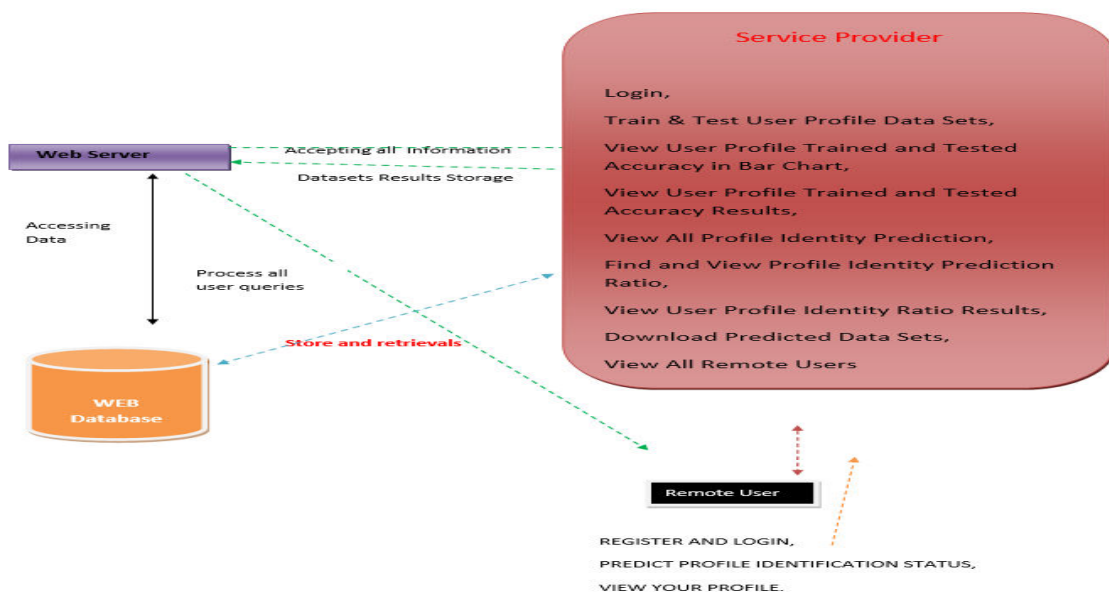 Service Provider
Login,
Train & Test User Profile Data Sets,
View User Profile Trained and Tested
Accuracy in Bar Chart,
View User Profile Trained and Tested
Accuracy Results,
View All Profile Identity Prediction,
Find and View Profile Identity Prediction
Ratio,
View User Profile Identity Ratio Results,
Download Predicted Data Sets,
View All Remote Users
Web Server
Accepting all Information
Datasets Results Storage
Accessing
Data
Process all
user queries
Store and retrievals
WEB
Database
Remote User
REGISTER AND LOGIN,
PREDICT PROFILE IDENTIFICATION STATUS,
VIEW YOUR PROFILE.